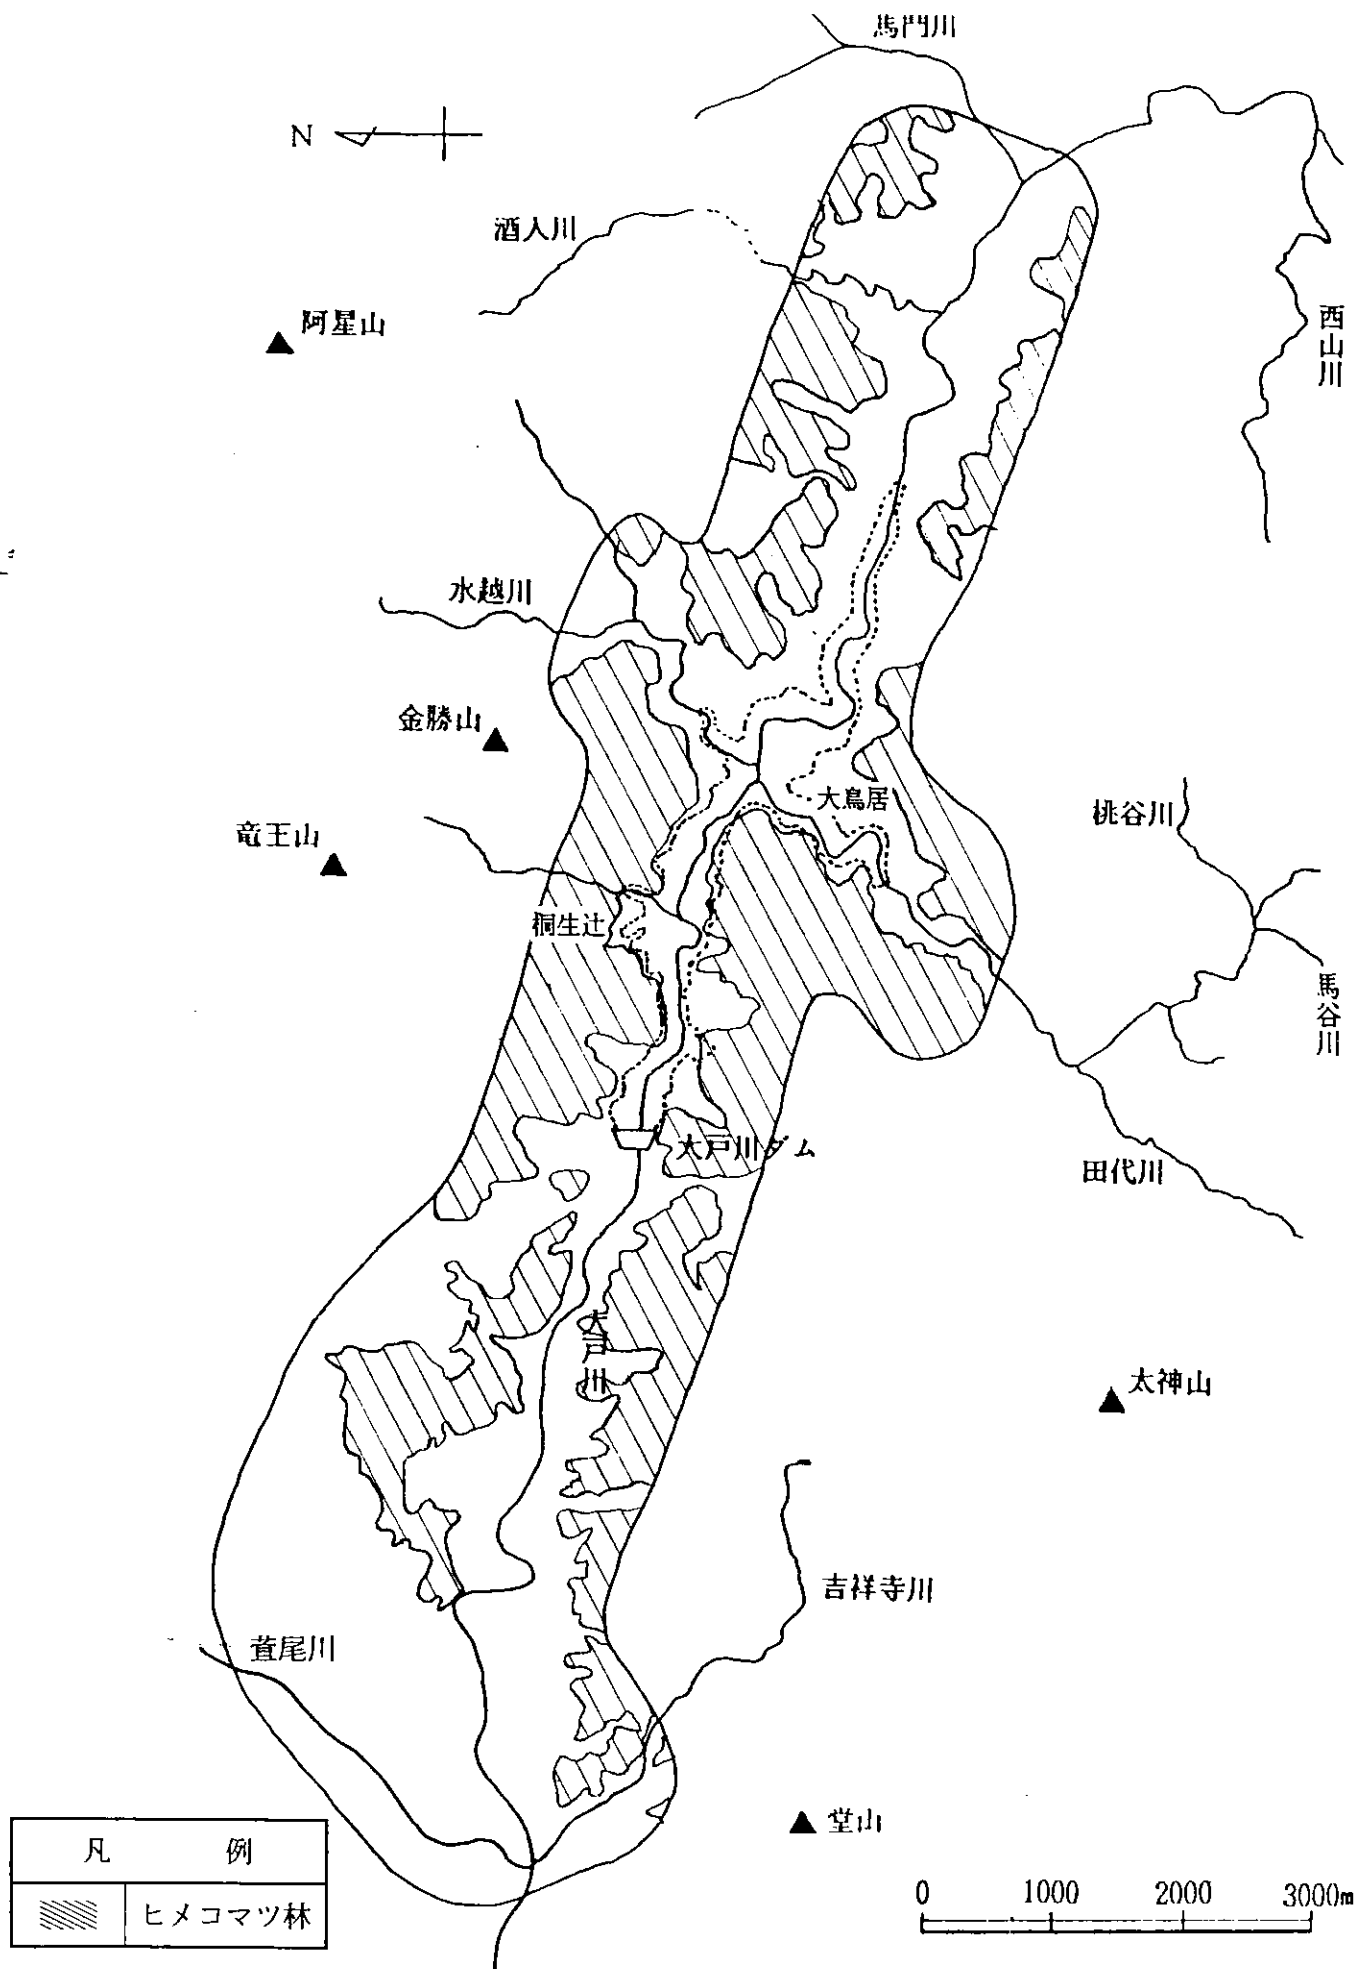 馬門川
N
酒人川
阿星山
西山川
水越川
金勝山
大鳥居
桃谷川
竜王山
桐生辻
馬谷川
大戸川ダム
田代川
大戸川
太神山
吉祥寺川
萱尾川
堂山
凡 例
ヒメコマツ林
0 1000 2000 3000m